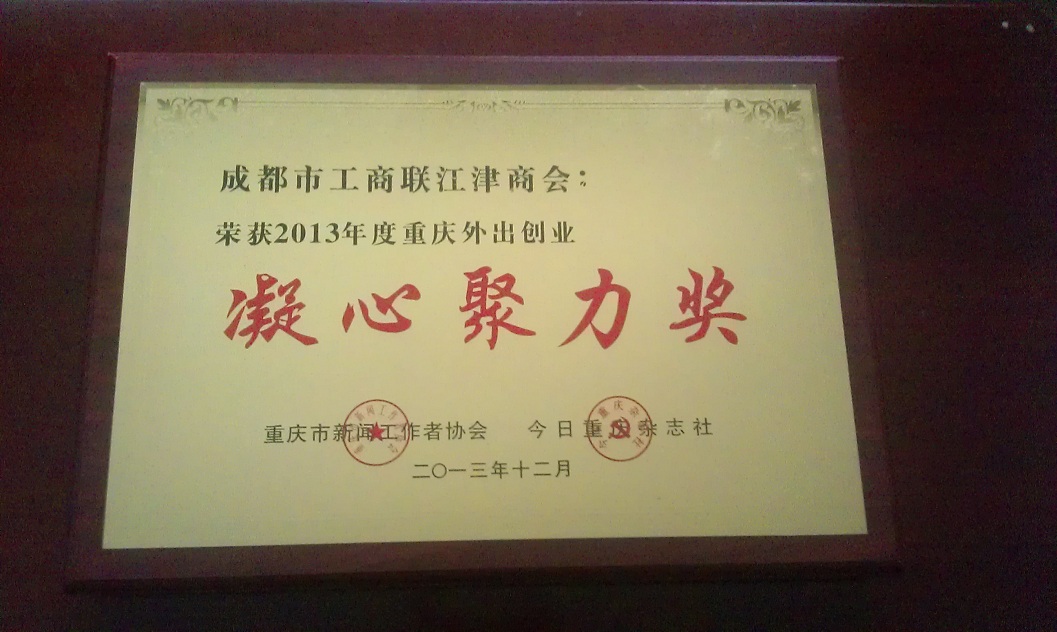 成都市工商联江津商会：
荣获2013年度重庆外出创业
凝心聚力奖
重庆市新闻工作者协会 今日重庆杂志社
二〇一三年十二月